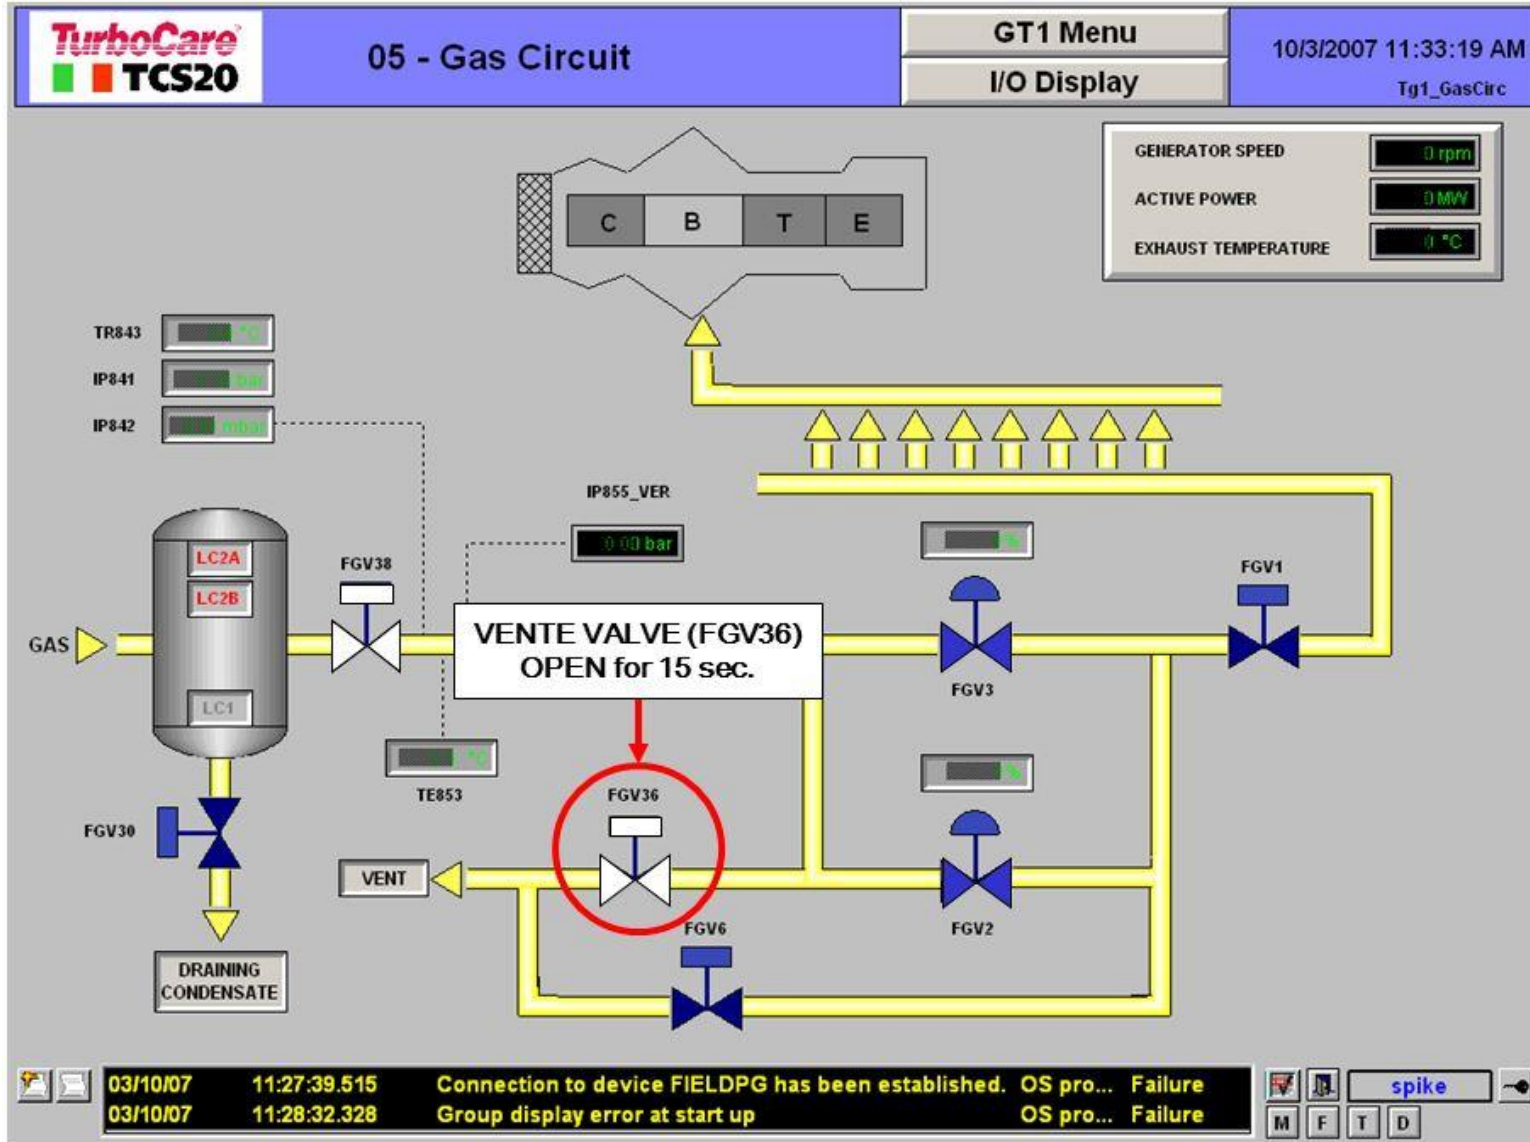 TurboCare
TCS20
05 - Gas Circuit
GT1 Menu
I/O Display
10/3/2007 11:33:19 AM
Tg1_GasCirc
GENERATOR SPEED
0 rpm
ACTIVE POWER
0 MW
EXHAUST TEMPERATURE
0 °C
C B T E
TR843
°C
IP841
bar
IP842
mbar
IP855_VER
0.00 bar
%
LC2A
LC2B
LC1
FGV38
FGV1
GAS
VENTE VALVE (FGV36)
OPEN for 15 sec.
FGV3
°C
TE853
%
FGV36
FGV30
VENT
FGV2
FGV6
DRAINING
CONDENSATE
03/10/07 11:27:39.515 Connection to device FIELDPG has been established. OS pro... Failure
03/10/07 11:28:32.328 Group display error at start up OS pro... Failure
spike
M F T D